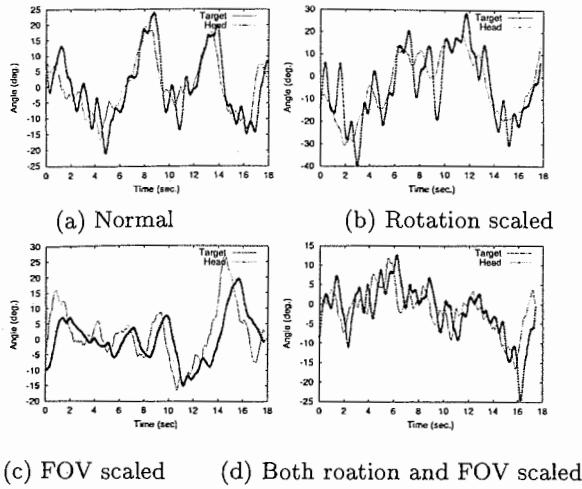 25
20
15
10
5
0
-5
-10
-15
-20
-25
Angle (deg.)
0 2 4 6 8 10 12 14 16 18
Time (sec.)
Target
Head
(a) Normal
30
20
10
0
-10
-20
-30
-40
Angle (deg.)
0 2 4 6 8 10 12 14 16 18
Time (sec.)
Target
Head
(b) Rotation scaled
30
25
20
15
10
5
0
-5
-10
-15
-20
Angle (deg.)
0 2 4 6 8 10 12 14 16 18
Time (sec)
Target
Head
(c) FOV scaled
15
10
5
0
-5
-10
-15
-20
-25
Angle (deg.)
0 2 4 6 8 10 12 14 16 18
Time (sec.)
Target
Head
(d) Both roation and FOV scaled